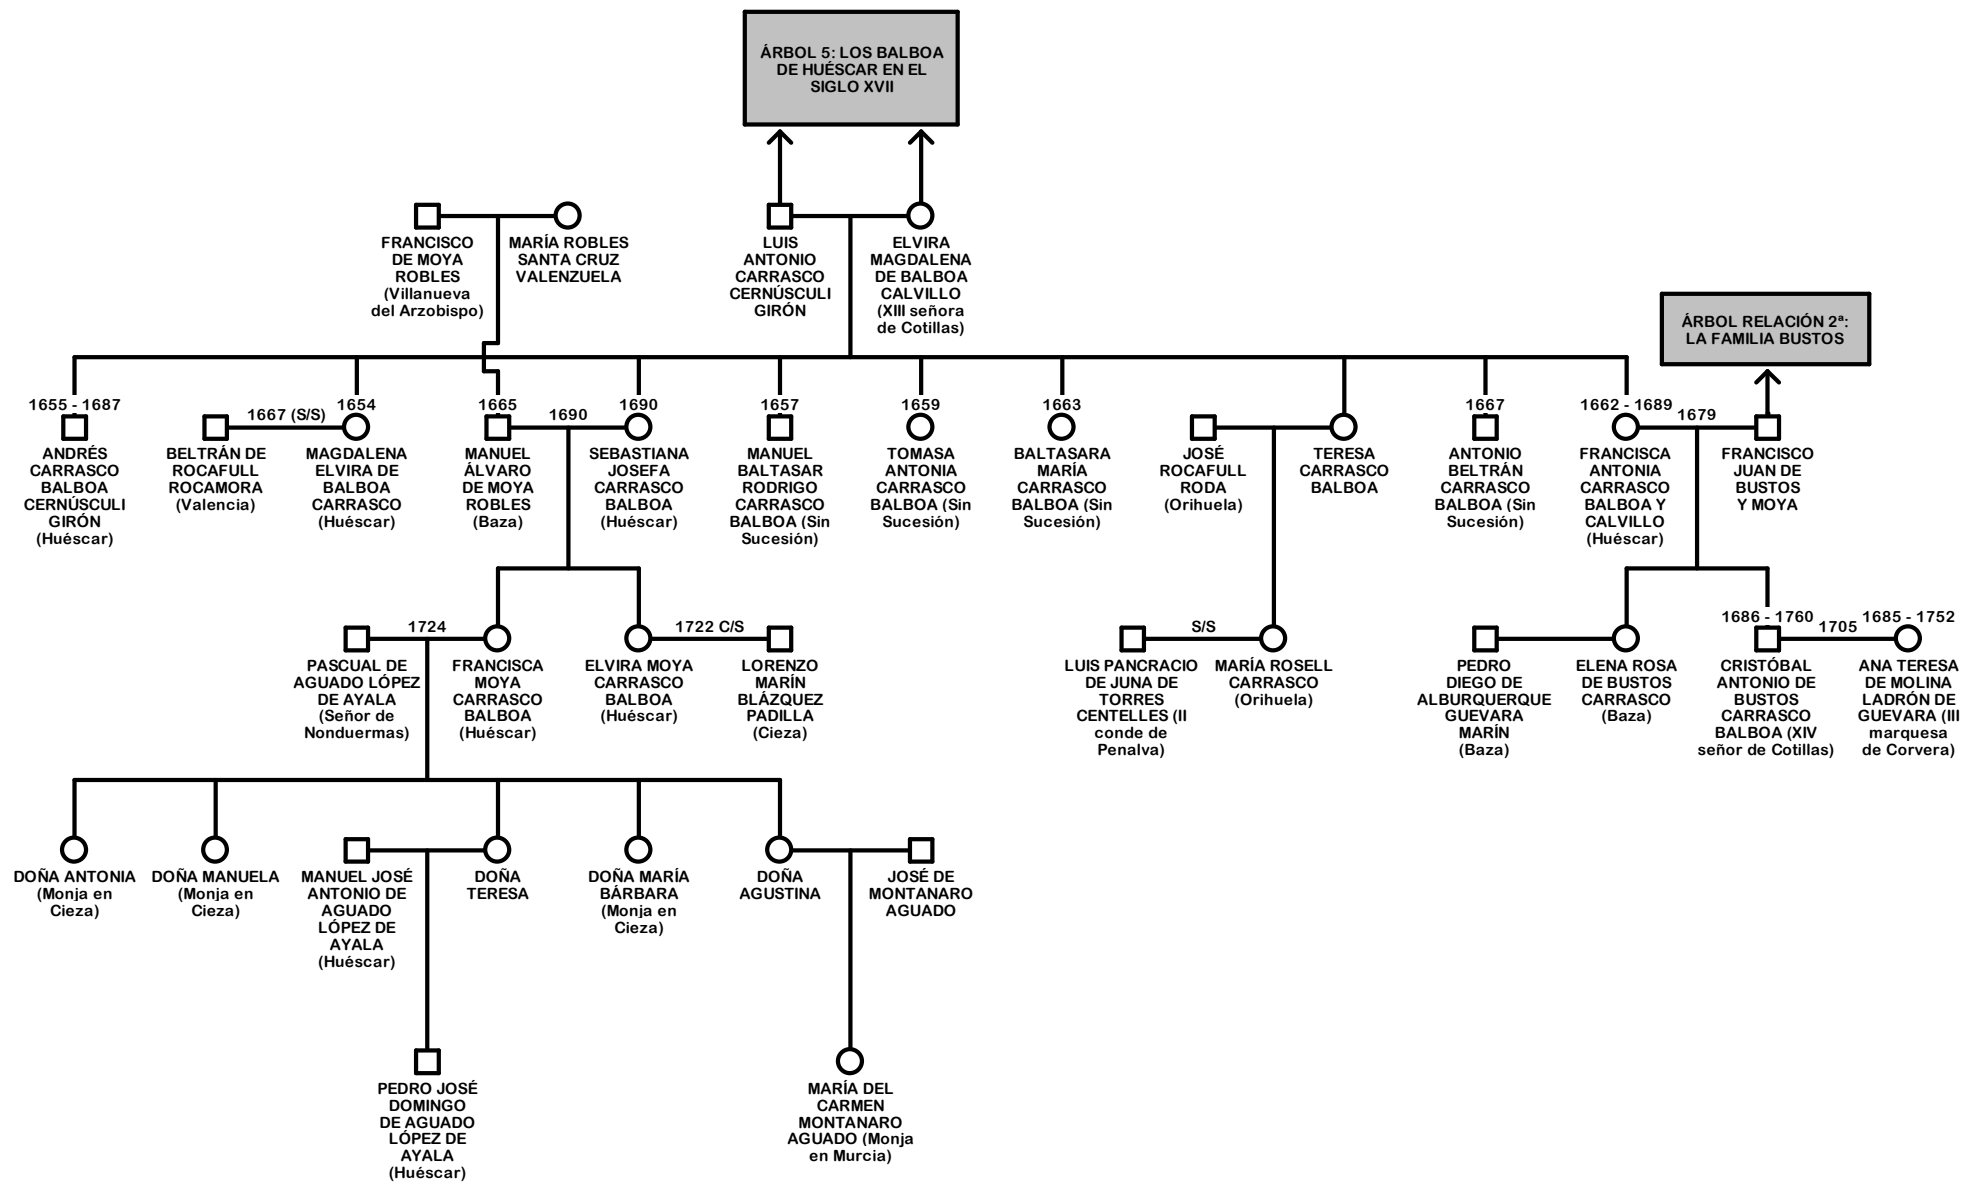 ÁRBOL 5: LOS BALBOA
DE HUÉSCAR EN EL
SIGLO XVII
FRANCISCO
DE MOYA
ROBLES
(Villanueva
del Arzobispo)
MARÍA ROBLES
SANTA CRUZ
VALENZUELA
LUIS
ANTONIO
CARRASCO
CERNÚSCULI
GIRÓN
ELVIRA
MAGDALENA
DE BALBOA
CALVILLO
(XIII señora
de Cotillas)
ÁRBOL RELACIÓN 2ª:
LA FAMILIA BUSTOS
1655 - 1687
ANDRÉS
CARRASCO
BALBOA
CERNÚSCULI
GIRÓN
(Huéscar)
1667 (S/S)
BELTRÁN DE
ROCAFULL
ROCAMORA
(Valencia)
1654
MAGDALENA
ELVIRA DE
BALBOA
CARRASCO
(Huéscar)
1665
MANUEL
ÁLVARO
DE MOYA
ROBLES
(Baza)
1690
1690
SEBASTIANA
JOSEFA
CARRASCO
BALBOA
(Huéscar)
1657
MANUEL
BALTASAR
RODRIGO
CARRASCO
BALBOA (Sin
Sucesión)
1659
TOMASA
ANTONIA
CARRASCO
BALBOA (Sin
Sucesión)
1663
BALTASARA
MARÍA
CARRASCO
BALBOA (Sin
Sucesión)
JOSÉ
ROCAFULL
RODA
(Orihuela)
TERESA
CARRASCO
BALBOA
1667
ANTONIO
BELTRÁN
CARRASCO
BALBOA (Sin
Sucesión)
1662 - 1689
FRANCISCA
ANTONIA
CARRASCO
BALBOA Y
CALVILLO
(Huéscar)
1679
FRANCISCO
JUAN DE
BUSTOS
Y MOYA
PASCUAL DE
AGUADO LÓPEZ
DE AYALA
(Señor de
Nonduermas)
1724
FRANCISCA
MOYA
CARRASCO
BALBOA
(Huéscar)
ELVIRA MOYA
CARRASCO
BALBOA
(Huéscar)
1722 C/S
LORENZO
MARÍN
BLÁZQUEZ
PADILLA
(Cieza)
LUIS PANCRACIO
DE JUNA DE
TORRES
CENTELLES (II
conde de
Penalva)
S/S
MARÍA ROSELL
CARRASCO
(Orihuela)
PEDRO
DIEGO DE
ALBURQUERQUE
GUEVARA
MARÍN
(Baza)
ELENA ROSA
DE BUSTOS
CARRASCO
(Baza)
1686 - 1760
CRISTÓBAL
ANTONIO DE
BUSTOS
CARRASCO
BALBOA (XIV
señor de Cotillas)
1705
1685 - 1752
ANA TERESA
DE MOLINA
LADRÓN DE
GUEVARA (III
marquesa
de Corvera)
DOÑA ANTONIA
(Monja en
Cieza)
DOÑA MANUELA
(Monja en
Cieza)
MANUEL JOSÉ
ANTONIO DE
AGUADO
LÓPEZ DE
AYALA
(Huéscar)
DOÑA
TERESA
DOÑA MARÍA
BÁRBARA
(Monja en
Cieza)
DOÑA
AGUSTINA
JOSÉ DE
MONTANARO
AGUADO
PEDRO JOSÉ
DOMINGO
DE AGUADO
LÓPEZ DE
AYALA
(Huéscar)
MARÍA DEL
CARMEN
MONTANARO
AGUADO (Monja
en Murcia)